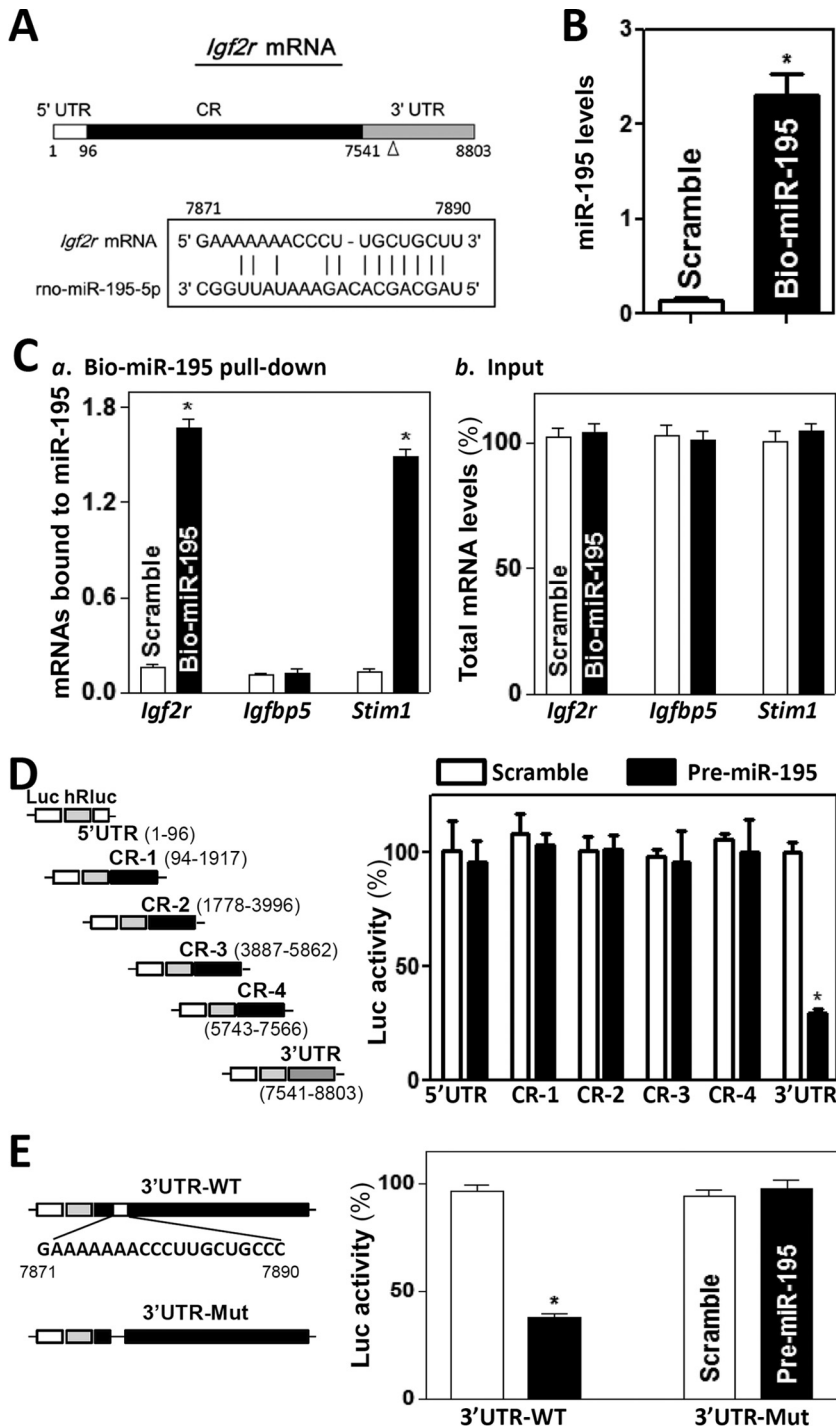 A
Igf2r mRNA
5' UTR CR 3' UTR
1 96 7541 8803
7871 7890
Igf2r mRNA 5' GAAAAAAACCCU - UGCUGCUU 3'
rno-miR-195-5p 3' CGGUUAUAAAGACACGACGAU 5'
B
miR-195 levels
3
2
1
0
Scramble
Bio-miR-195
*
C
a. Bio-miR-195 pull-down
mRNAs bound to miR-195
1.8
1.2
0.6
0.0
Scramble
Bio-miR-195
*
*
Igf2r Igfbp5 Stim1
b. Input
Total mRNA levels (%)
100
50
0
Scramble
Bio-miR-195
Igf2r Igfbp5 Stim1
D
Luc hRluc
5'UTR (1-96)
CR-1 (94-1917)
CR-2 (1778-3996)
CR-3 (3887-5862)
CR-4
(5743-7566)
3'UTR
(7541-8803)
Scramble Pre-miR-195
Luc activity (%)
100
50
0
*
5'UTR CR-1 CR-2 CR-3 CR-4 3'UTR
E
3'UTR-WT
GAAAAAAACCCUUGCUGCCC
7871 7890
3'UTR-Mut
Luc activity (%)
100
50
0
*
Scramble
Pre-miR-195
3'UTR-WT 3'UTR-Mut